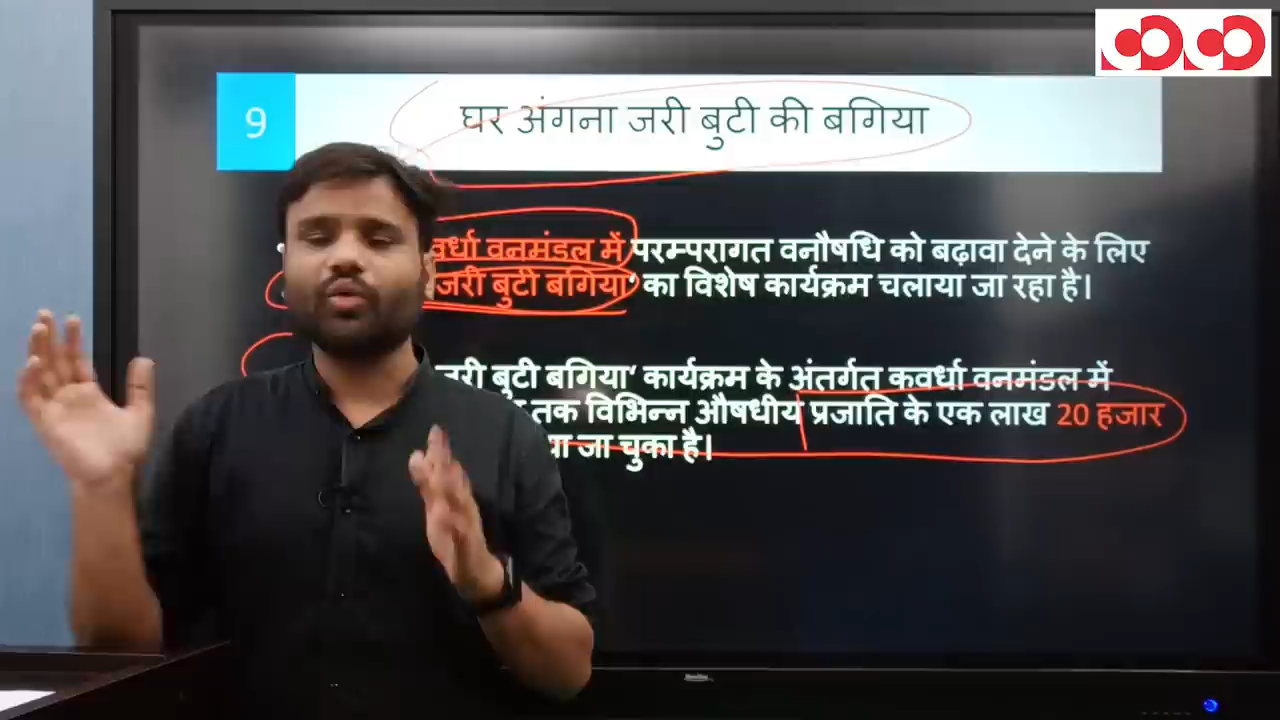 9
घर अंगना जरी बुटी की बगिया
वर्धा वनमंडल में परम्परागत वनौषधि को बढ़ावा देने के लिए
जरी बुटी बगिया‘ का विशेष कार्यक्रम चलाया जा रहा है।
जरी बुटी बगिया‘ कार्यक्रम के अंतर्गत कवर्धा वनमंडल में
तक विभिन्न औषधीय प्रजाति के एक लाख 20 हजार
जा चुका है।